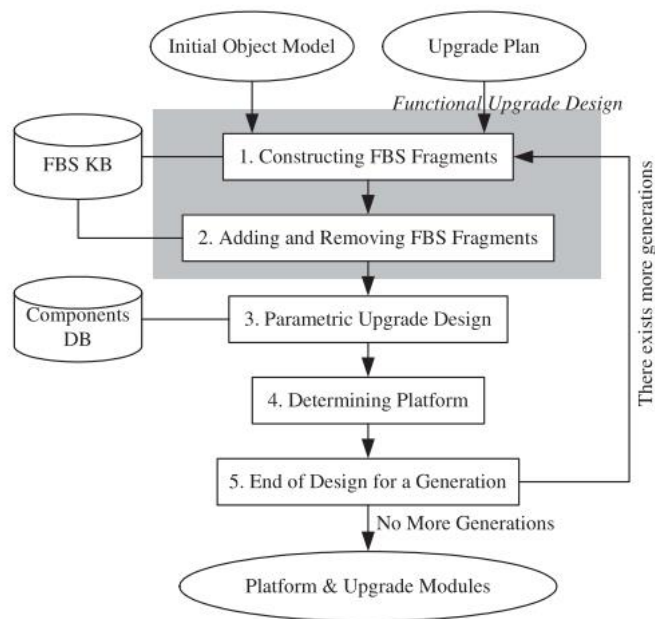 Initial Object Model
Upgrade Plan
Functional Upgrade Design
FBS KB
1. Constructing FBS Fragments
2. Adding and Removing FBS Fragments
Components
DB
3. Parametric Upgrade Design
4. Determining Platform
5. End of Design for a Generation
There exists more generations
No More Generations
Platform & Upgrade Modules